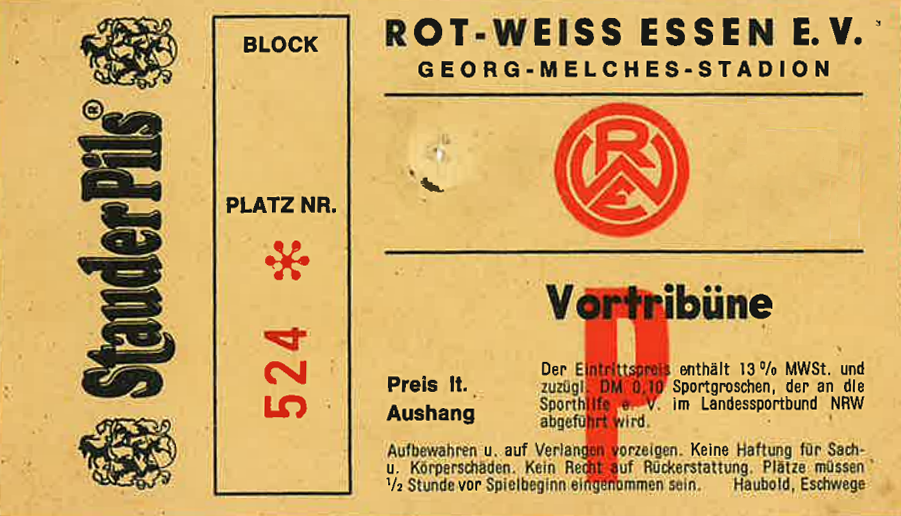 Stauder Pils®
BLOCK
PLATZ NR.
524 *
ROT-WEISS ESSEN E. V.
GEORG-MELCHES-STADION
RWE
Vortribüne
P
Preis lt.
Aushang
Der Eintrittspreis enthält 13 % MWSt. und
zuzügl. DM 0,10 Sportgroschen, der an die
Sporthilfe e. V. im Landessportbund NRW
abgeführt wird.
Aufbewahren u. auf Verlangen vorzeigen. Keine Haftung für Sach-
u. Körperschäden. Kein Recht auf Rückerstattung. Plätze müssen
½ Stunde vor Spielbeginn eingenommen sein. Haubold, Eschwege